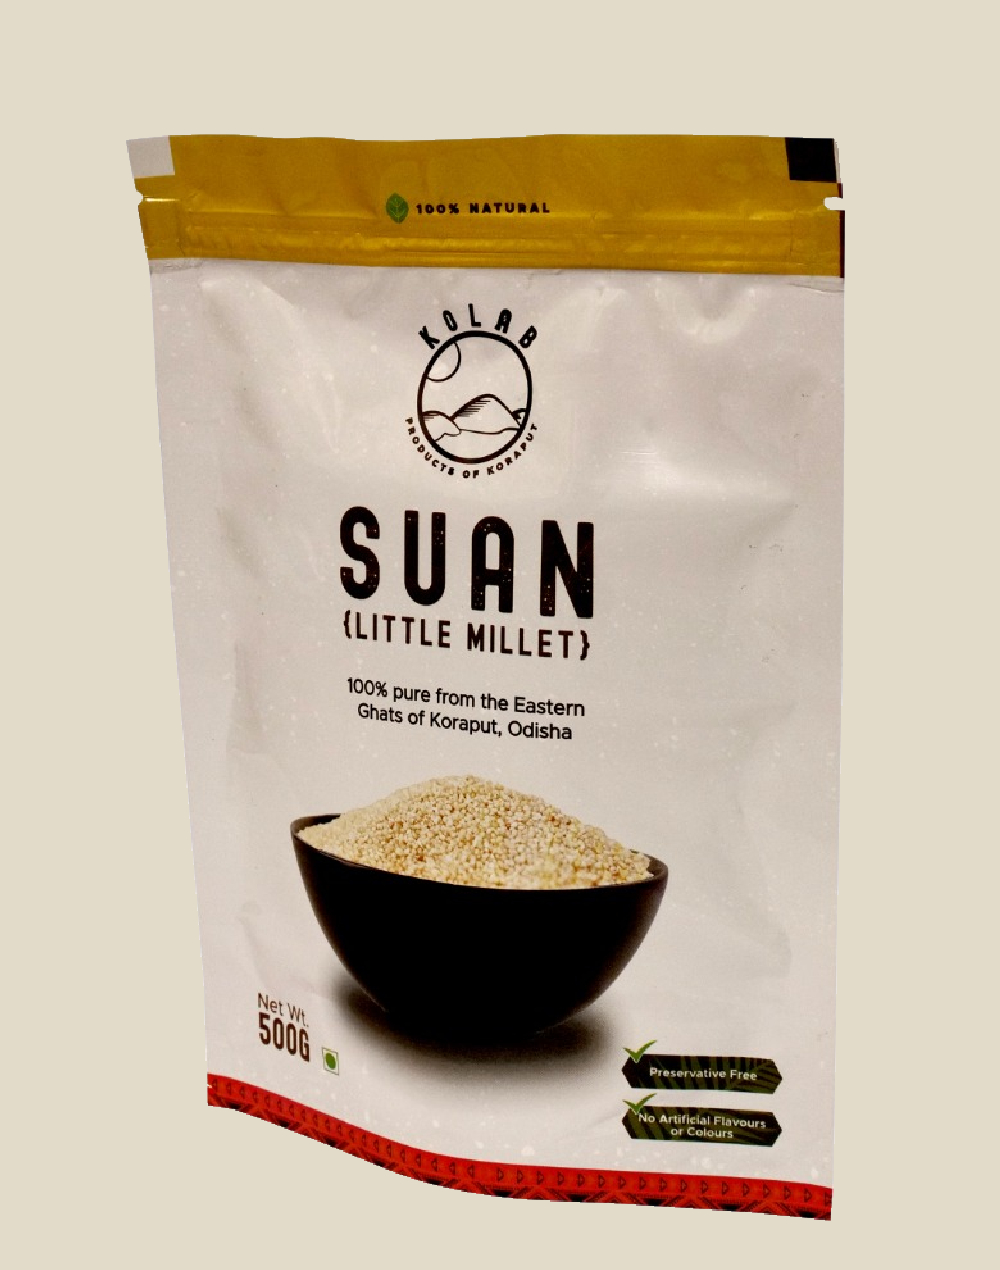 100% NATURAL
KOLAB
PRODUCTS OF KORAPUT
SUAN
{LITTLE MILLET}
100% pure from the Eastern
Ghats of Koraput, Odisha
Net Wt.
500G
Preservative Free
No Artificial Flavours
or Colours